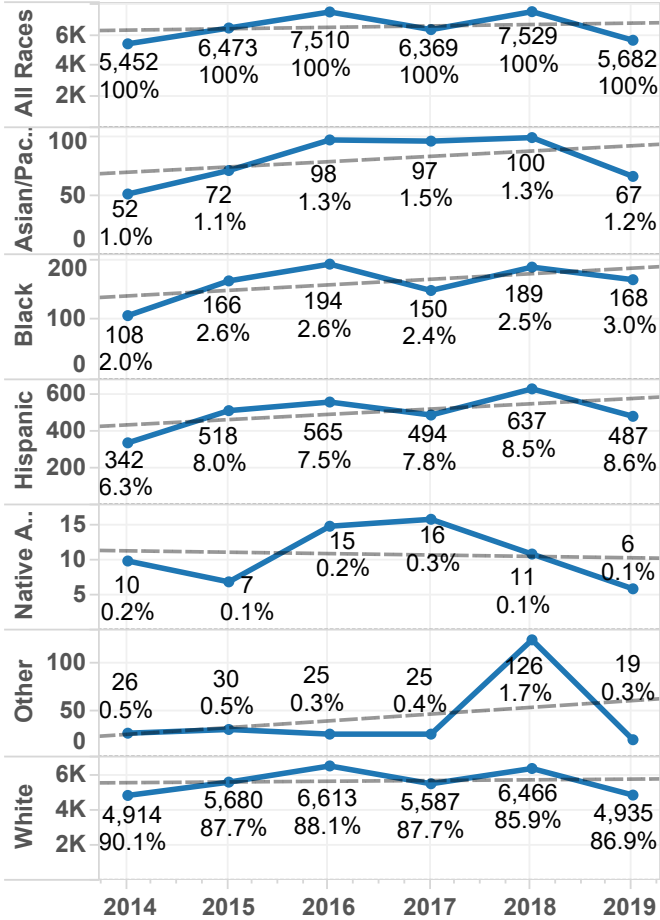 All Races
6K
4K
2K
5,452 6,473 7,510 6,369 7,529 5,682
100% 100% 100% 100% 100% 100%
Asian/Pac..
100
50
0
52 72 98 97 100 67
1.0% 1.1% 1.3% 1.5% 1.3% 1.2%
Black
200
100
0
108 166 194 150 189 168
2.0% 2.6% 2.6% 2.4% 2.5% 3.0%
Hispanic
600
400
200
342 518 565 494 637 487
6.3% 8.0% 7.5% 7.8% 8.5% 8.6%
Native A..
15
10
5
10 7 15 16 11 6
0.2% 0.1% 0.2% 0.3% 0.1% 0.1%
Other
100
50
0
26 30 25 25 126 19
0.5% 0.5% 0.3% 0.4% 1.7% 0.3%
White
6K
4K
2K
4,914 5,680 6,613 5,587 6,466 4,935
90.1% 87.7% 88.1% 87.7% 85.9% 86.9%
2014 2015 2016 2017 2018 2019